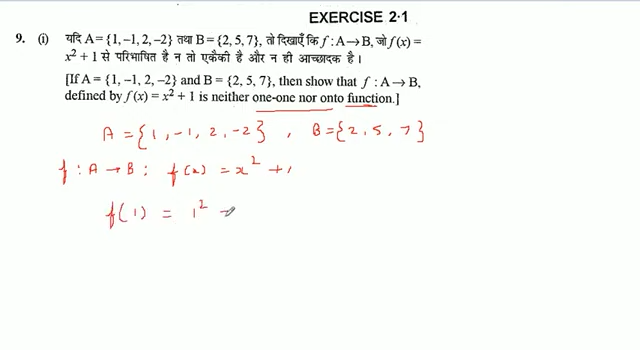 EXERCISE 2·1
9. (i) यदि A = {1, −1, 2, −2} तथा B = {2, 5, 7}, तो दिखाएँ कि f : A→B, जो f(x) =
x² + 1 से परिभाषित है न तो एकैकी है और न ही आच्छादक है।
[If A = {1, −1, 2, −2} and B = {2, 5, 7}, then show that f : A→B,
defined by f(x) = x² + 1 is neither one-one nor onto function.]
A = {1, -1, 2, -2} , B = {2, 5, 7}
f : A → B : f(x) = x² + 1
f(1) = 1²